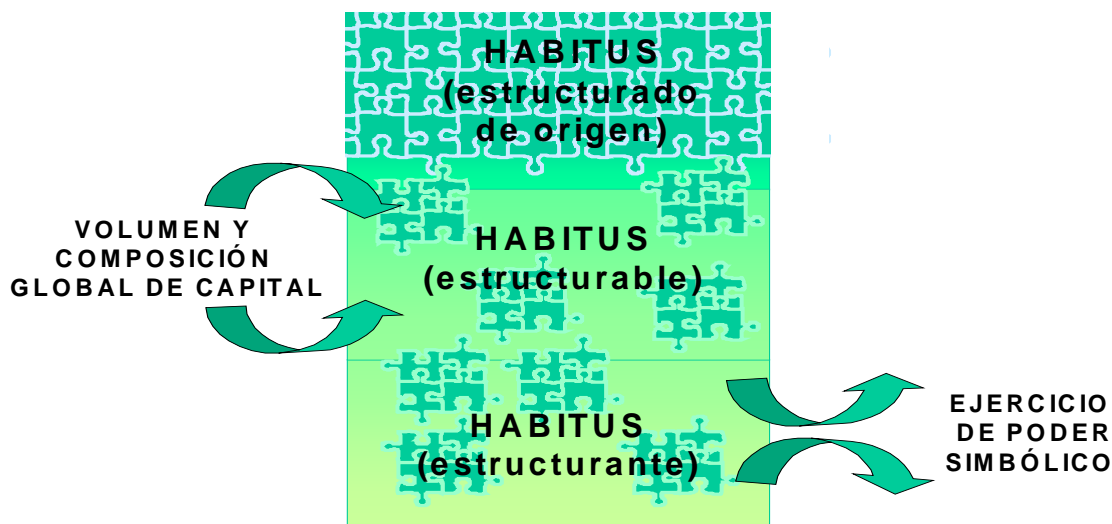 HABITUS
(estructurado
de origen)
VOLUMEN Y
COMPOSICIÓN
GLOBAL DE CAPITAL
HABITUS
(estructurable)
HABITUS
(estructurante)
EJERCICIO
DE PODER
SIMBÓLICO